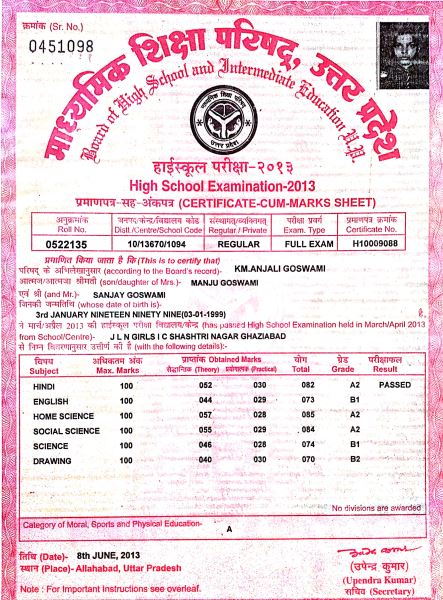 क्रमांक (Sr. No.)
0451098
माध्यमिक शिक्षा परिषद्, उत्तर प्रदेश
Board of High School and Intermediate Education U.P.
हाईस्कूल परीक्षा-२०१३
High School Examination-2013
प्रमाणपत्र-सह-अंकपत्र (CERTIFICATE-CUM-MARKS SHEET)
अनुक्रमांक जनपद/केन्द्र/विद्यालय कोड संस्थागत/व्यक्तिगत परीक्षा प्रवर्ग प्रमाणपत्र क्रमांक
Roll No. Distt./Centre/School Code Regular / Private Exam. Type Certificate No.
0522135 10/13670/1094 REGULAR FULL EXAM H10009088
प्रमाणित किया जाता है कि (This is to certify that)
परिषद् के अभिलेखानुसार (according to the Board's record)- KM.ANJALI GOSWAMI
आत्मज/आत्मजा श्रीमती (son/daughter of Mrs.)- MANJU GOSWAMI
एवं श्री (and Mr.)- SANJAY GOSWAMI
जिनकी जन्मतिथि (whose date of birth is)-
3rd JANUARY NINETEEN NINETY NINE(03-01-1999)
ने मार्च/अप्रैल 2013 की हाईस्कूल परीक्षा विद्यालय/केन्द्र (has passed High School Examination held in March/April 2013
from School/Centre)- J L N GIRLS I C SHASHTRI NAGAR GHAZIABAD
से निम्न विवरणानुसार उत्तीर्ण की है (with the following details):-
विषय अधिकतम अंक प्राप्तांक Obtained Marks योग ग्रेड परीक्षाफल
Subject Max. Marks सैद्धान्तिक (Theory) प्रयोगात्मक (Practical) Total Grade Result
HINDI 100 052 030 082 A2 PASSED
ENGLISH 100 044 029 073 B1
HOME SCIENCE 100 057 028 085 A2
SOCIAL SCIENCE 100 055 029 084 A2
SCIENCE 100 046 028 074 B1
DRAWING 100 040 030 070 B2
No divisions are awarded
Category of Moral, Sports and Physical Education-
A
तिथि (Date)- 8th JUNE, 2013
स्थान (Place)- Allahabad, Uttar Pradesh
(उपेन्द्र कुमार)
(Upendra Kumar)
सचिव (Secretary)
Note : For Important Instructions see overleaf.